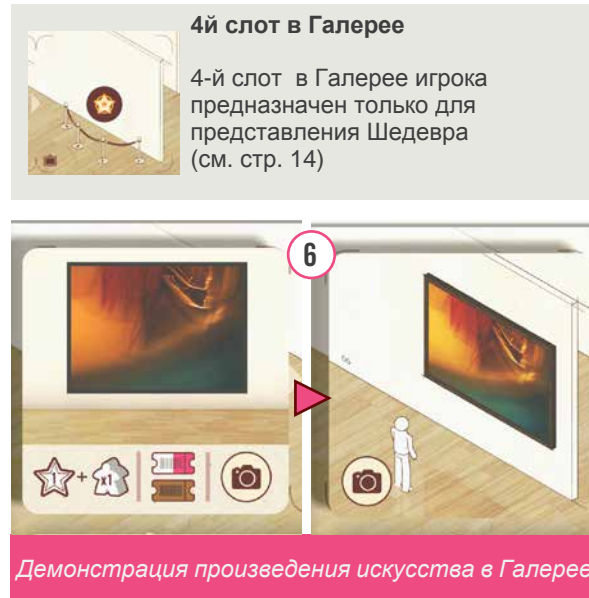 4й слот в Галерее
4-й слот в Галерее игрока
предназначен только для
представления Шедевра
(см. стр. 14)
6
1 + x1
Демонстрация произведения искусства в Галерее